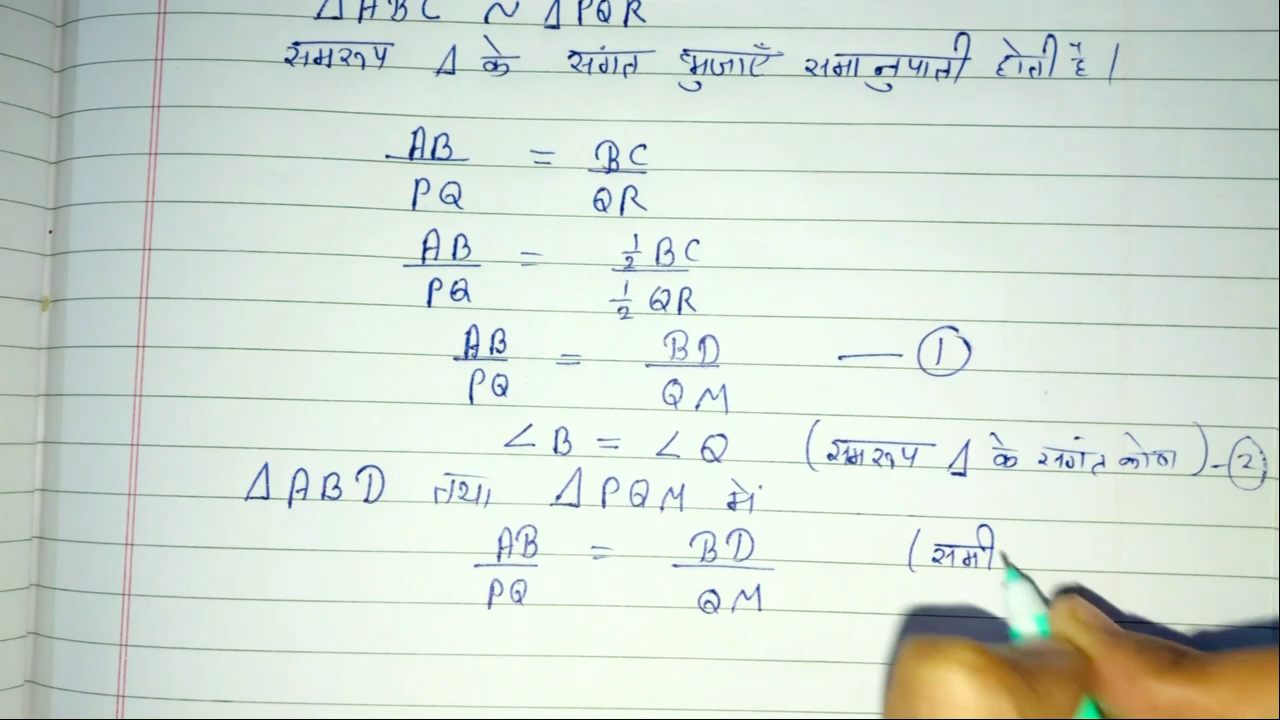 ΔABC ~ ΔPQR
समरूप Δ के संगत भुजाएँ समानुपाती होती है।
AB/PQ = BC/QR
AB/PQ = ½BC/½QR
AB/PQ = BD/QM — ①
∠B = ∠Q (समरूप Δ के सगंत कोण) - ②
ΔABD तथा ΔPQM में
AB/PQ = BD/QM (समी